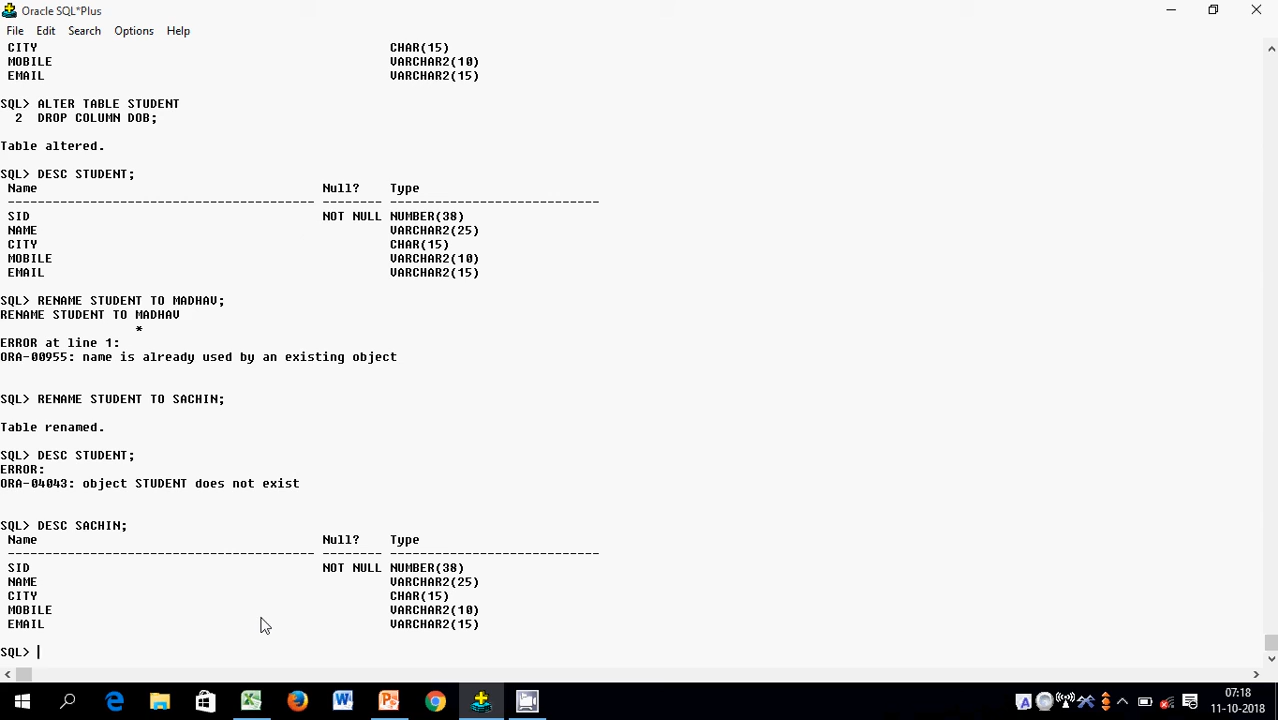 Oracle SQL*Plus
File Edit Search Options Help
CITY CHAR(15)
MOBILE VARCHAR2(10)
EMAIL VARCHAR2(15)
SQL> ALTER TABLE STUDENT
2 DROP COLUMN DOB;
Table altered.
SQL> DESC STUDENT;
Name Null? Type
----------------------------------------- -------- ----------------------------
SID NOT NULL NUMBER(38)
NAME VARCHAR2(25)
CITY CHAR(15)
MOBILE VARCHAR2(10)
EMAIL VARCHAR2(15)
SQL> RENAME STUDENT TO MADHAV;
RENAME STUDENT TO MADHAV
*
ERROR at line 1:
ORA-00955: name is already used by an existing object
SQL> RENAME STUDENT TO SACHIN;
Table renamed.
SQL> DESC STUDENT;
ERROR:
ORA-04043: object STUDENT does not exist
SQL> DESC SACHIN;
Name Null? Type
----------------------------------------- -------- ----------------------------
SID NOT NULL NUMBER(38)
NAME VARCHAR2(25)
CITY CHAR(15)
MOBILE VARCHAR2(10)
EMAIL VARCHAR2(15)
SQL>
07:18
11-10-2018